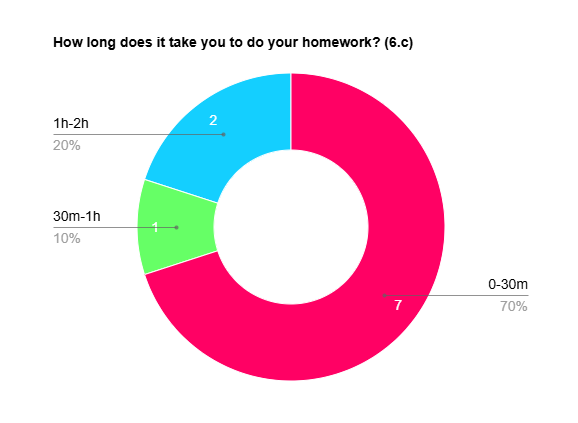 How long does it take you to do your homework? (6.c)
1h-2h
20%
2
30m-1h
10%
1
0-30m
70%
7